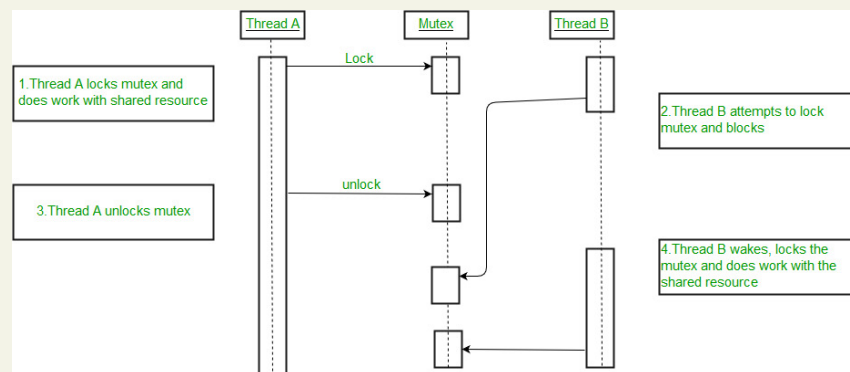 Thread A
Mutex
Thread B
Lock
1.Thread A locks mutex and
does work with shared resource
2.Thread B attempts to lock
mutex and blocks
unlock
3.Thread A unlocks mutex
4.Thread B wakes, locks the
mutex and does work with the
shared resource